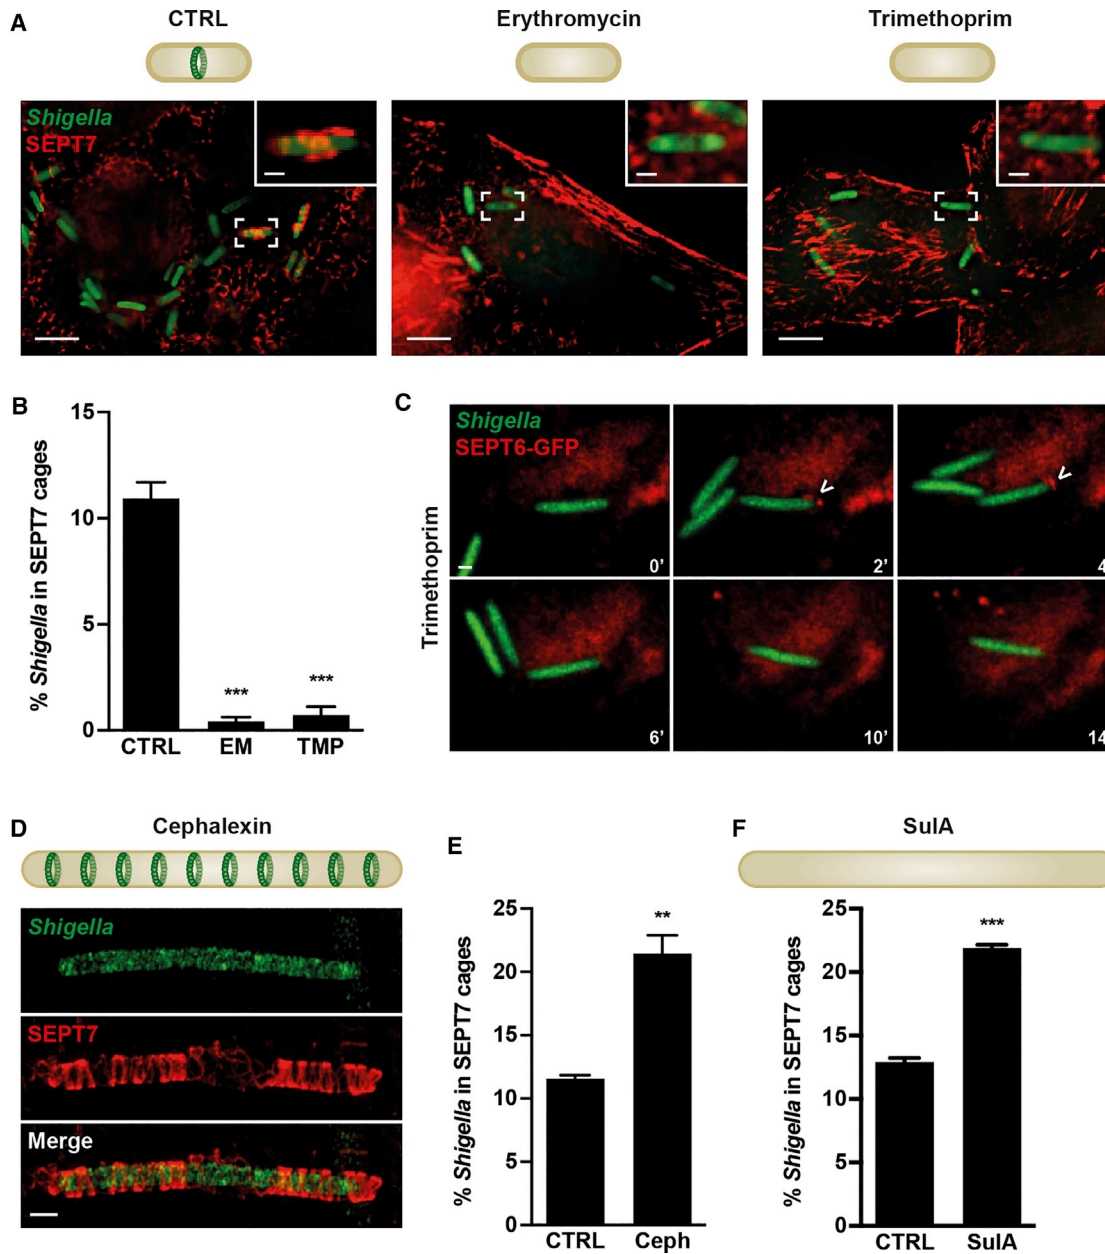 A
CTRL
Erythromycin
Trimethoprim
Shigella
SEPT7
B
15
10
5
0
% Shigella in SEPT7 cages
***
***
CTRL
EM
TMP
C
Shigella
SEPT6-GFP
Trimethoprim
0'
2'
4
6'
10'
14
D
Cephalexin
Shigella
SEPT7
Merge
E
25
20
15
10
5
0
% Shigella in SEPT7 cages
**
CTRL
Ceph
F
SulA
25
20
15
10
5
0
% Shigella in SEPT7 cages
***
CTRL
SulA